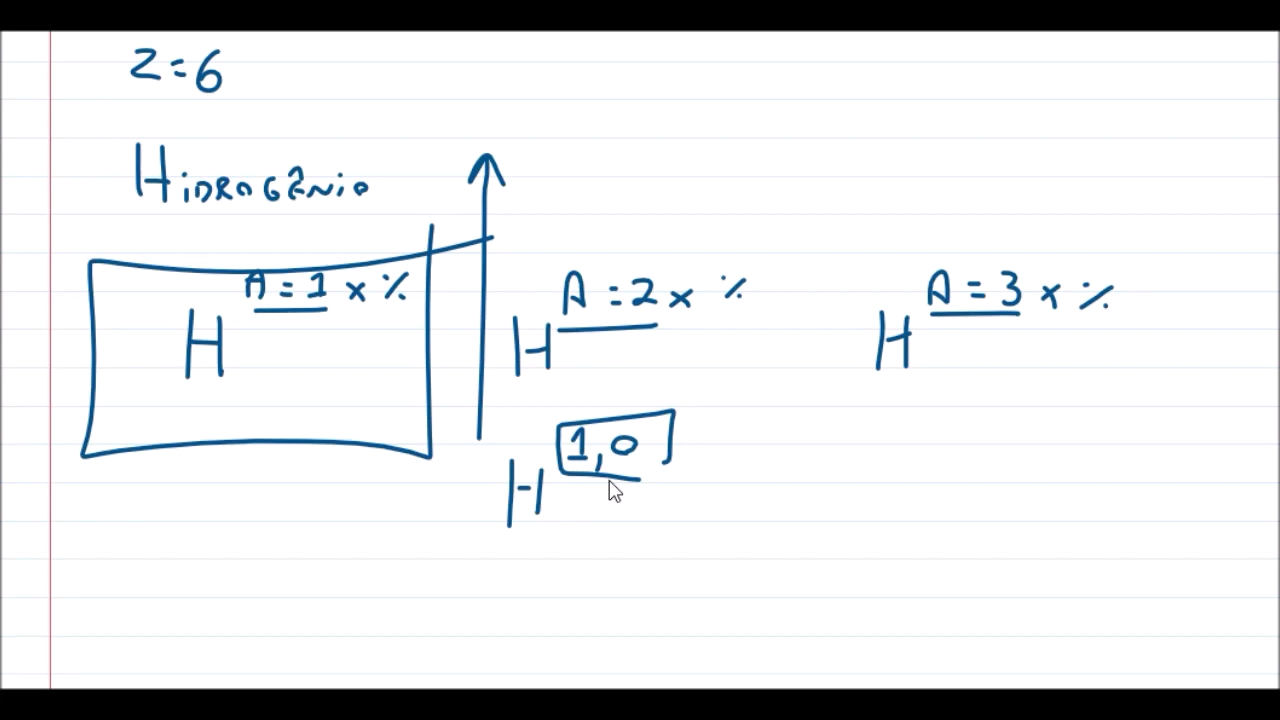 Z=6
HIDROGÊNIO
A = 1 x %
H
A = 2 x %
H
A = 3 x %
H
1,0
H